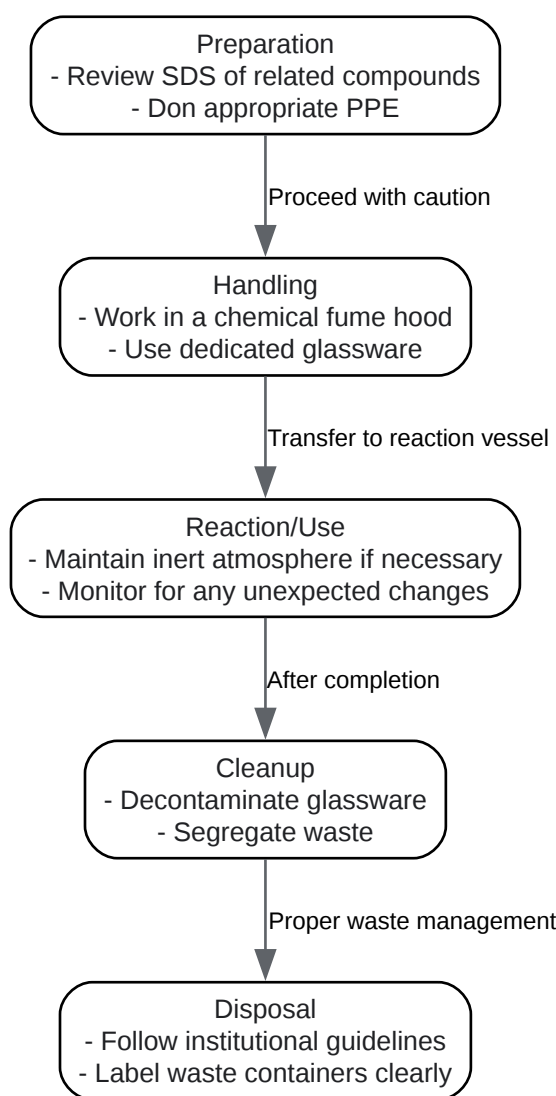 Preparation
- Review SDS of related compounds
- Don appropriate PPE
Proceed with caution
Handling
- Work in a chemical fume hood
- Use dedicated glassware
Transfer to reaction vessel
Reaction/Use
- Maintain inert atmosphere if necessary
- Monitor for any unexpected changes
After completion
Cleanup
- Decontaminate glassware
- Segregate waste
Proper waste management
Disposal
- Follow institutional guidelines
- Label waste containers clearly